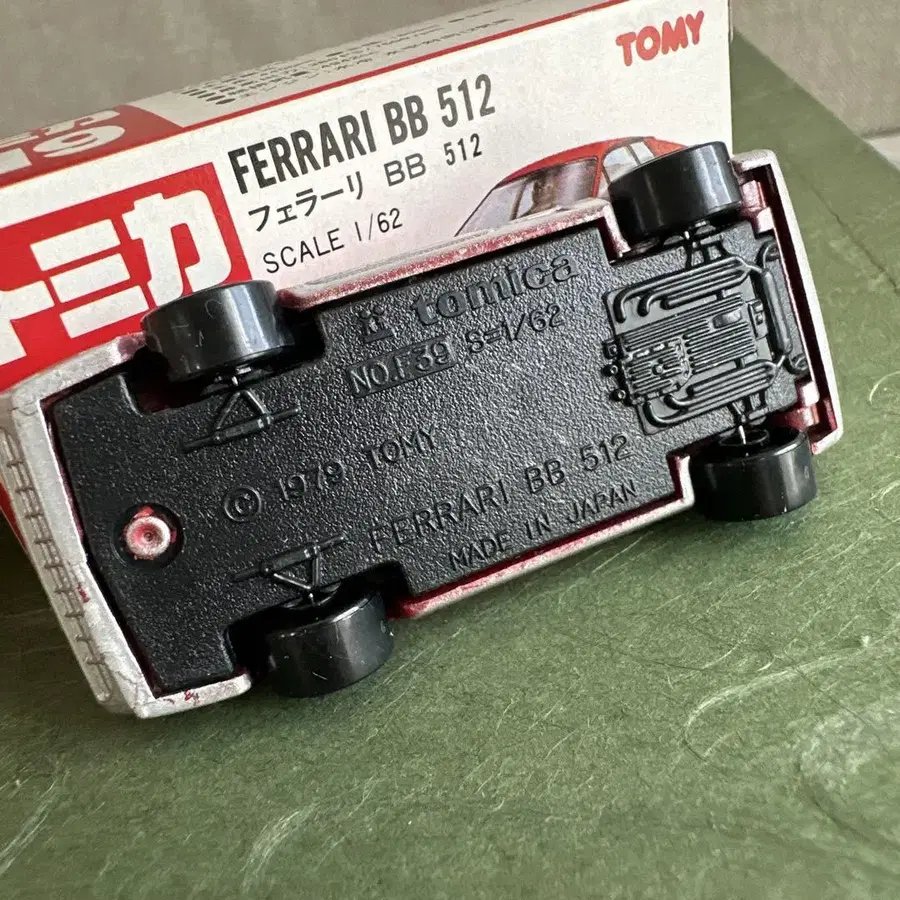 TOMY
FERRARI BB 512
フェラーリ BB 512
SCALE 1/62
トミカ
tomica
NO.F39 S=1/62
© 1979 TOMY
FERRARI BB 512
MADE IN JAPAN